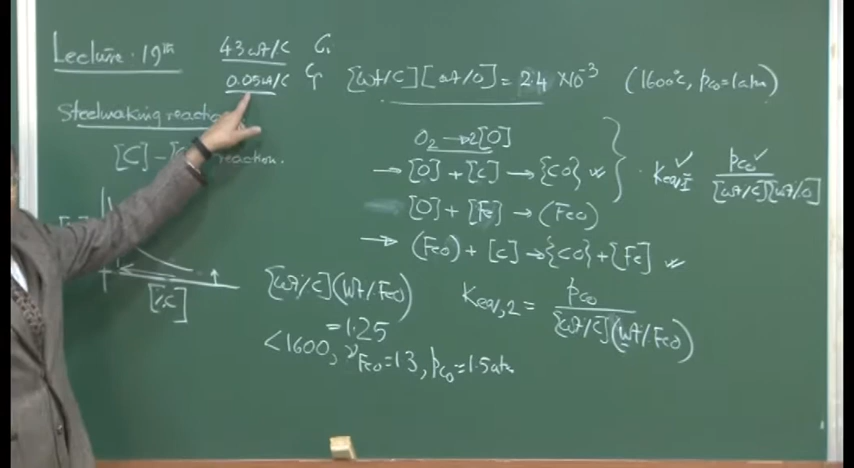 Lecture. 19th
43 wt/C Ci
0.05 wt/C Cf
[wt/C][wt/O] = 2.4 × 10⁻³ (1600°c, pco = 1 atm)
Steelmaking reaction
[C] – reaction.
O₂ → 2[O]
→ [O] + [C] → {CO}
[O] + [Fe] → (FeO)
→ (FeO) + [C] → {CO} + [Fe]
Keq, I pco / [wt/C][wt/O]
[%C]
[wt/C](wt/.FeO)
= 1.25
<1600, γFeO = 1.3, pco = 1.5 atm
Keq,2 = pco / [wt/C](wt/.FeO)